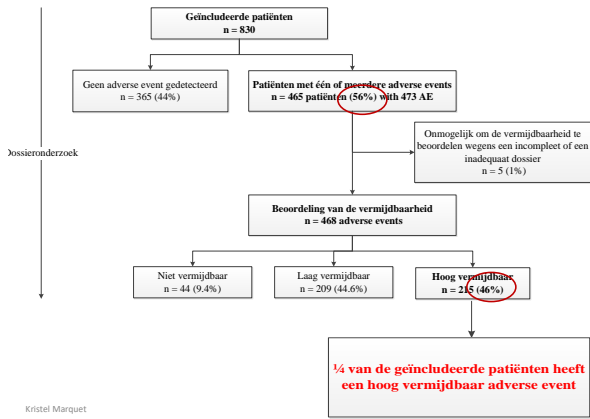 Geïncludeerde patiënten
n = 830
Geen adverse event gedetecteerd
n = 365 (44%)
Patiënten met één of meerdere adverse events
n = 465 patiënten (56%) with 473 AE
Onmogelijk om de vermijdbaarheid te
beoordelen wegens een incompleet of een
inadequaat dossier
n = 5 (1%)
Dossieronderzoek
Beoordeling van de vermijdbaarheid
n = 468 adverse events
Niet vermijdbaar
n = 44 (9.4%)
Laag vermijdbaar
n = 209 (44.6%)
Hoog vermijdbaar
n = 215 (46%)
¼ van de geïncludeerde patiënten heeft
een hoog vermijdbaar adverse event
Kristel Marquet